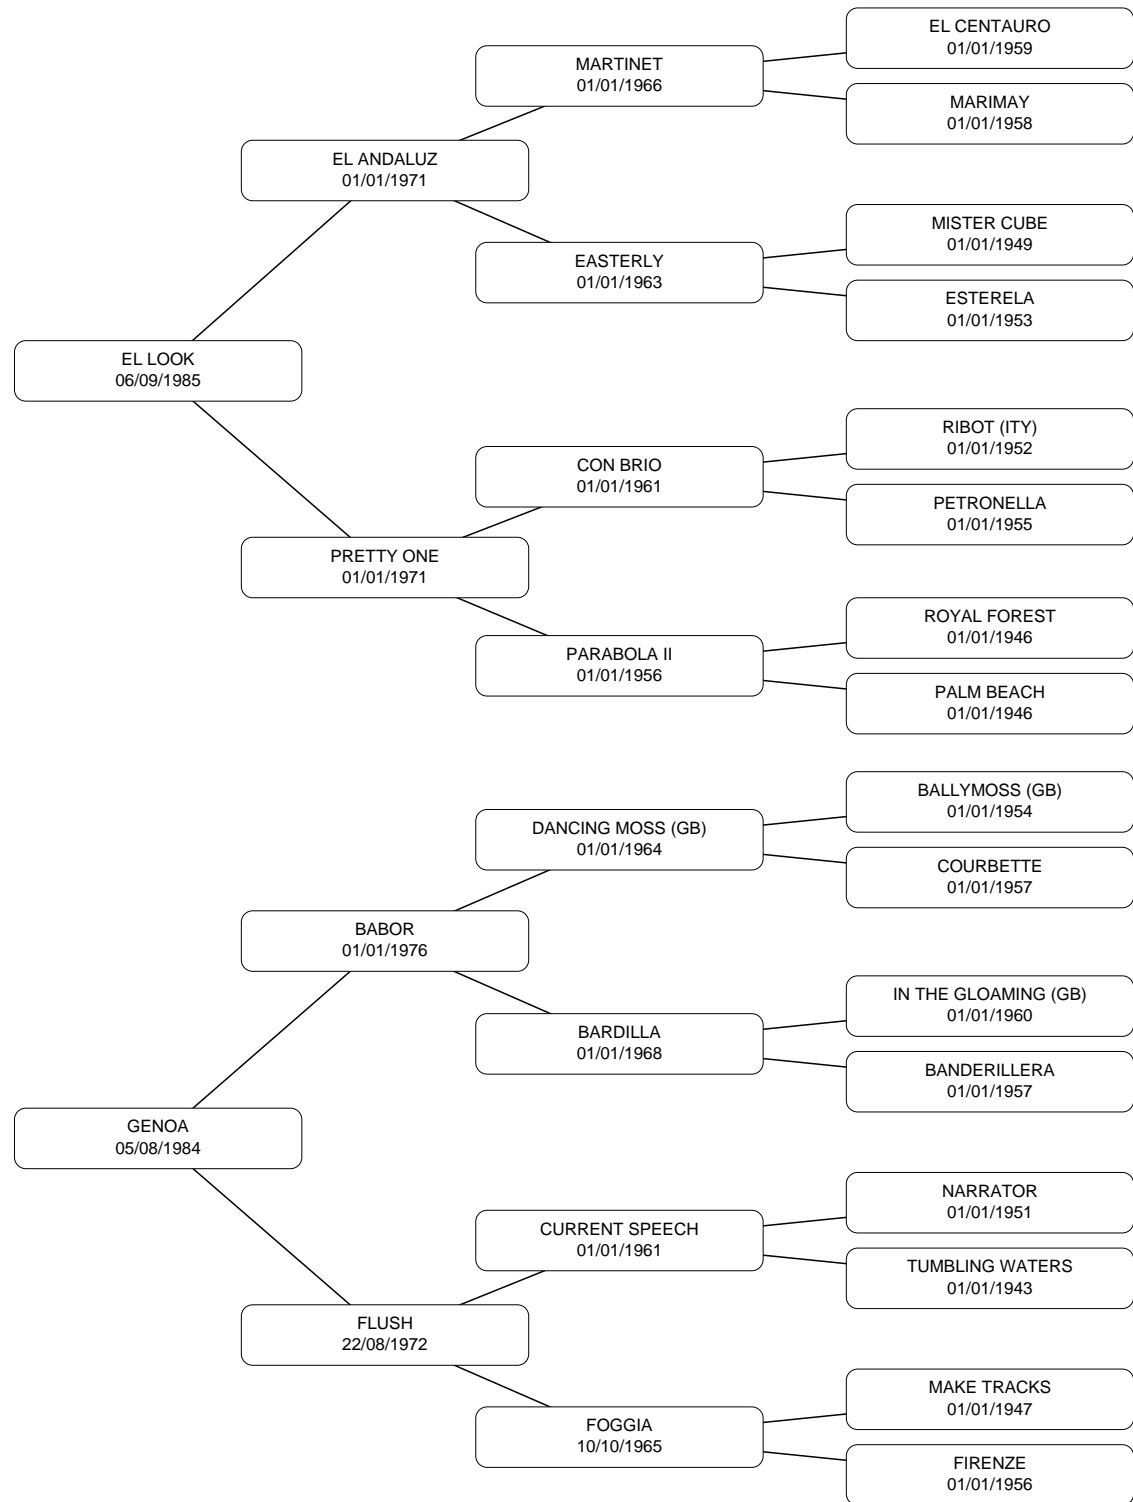 EL CENTAURO
01/01/1959
MARTINET
01/01/1966
MARIMAY
01/01/1958
EL ANDALUZ
01/01/1971
MISTER CUBE
01/01/1949
EASTERLY
01/01/1963
ESTERELA
01/01/1953
EL LOOK
06/09/1985
RIBOT (ITY)
01/01/1952
CON BRIO
01/01/1961
PETRONELLA
01/01/1955
PRETTY ONE
01/01/1971
ROYAL FOREST
01/01/1946
PARABOLA II
01/01/1956
PALM BEACH
01/01/1946
BALLYMOSS (GB)
01/01/1954
DANCING MOSS (GB)
01/01/1964
COURBETTE
01/01/1957
BABOR
01/01/1976
IN THE GLOAMING (GB)
01/01/1960
BARDILLA
01/01/1968
BANDERILLERA
01/01/1957
GENOA
05/08/1984
NARRATOR
01/01/1951
CURRENT SPEECH
01/01/1961
TUMBLING WATERS
01/01/1943
FLUSH
22/08/1972
MAKE TRACKS
01/01/1947
FOGGIA
10/10/1965
FIRENZE
01/01/1956